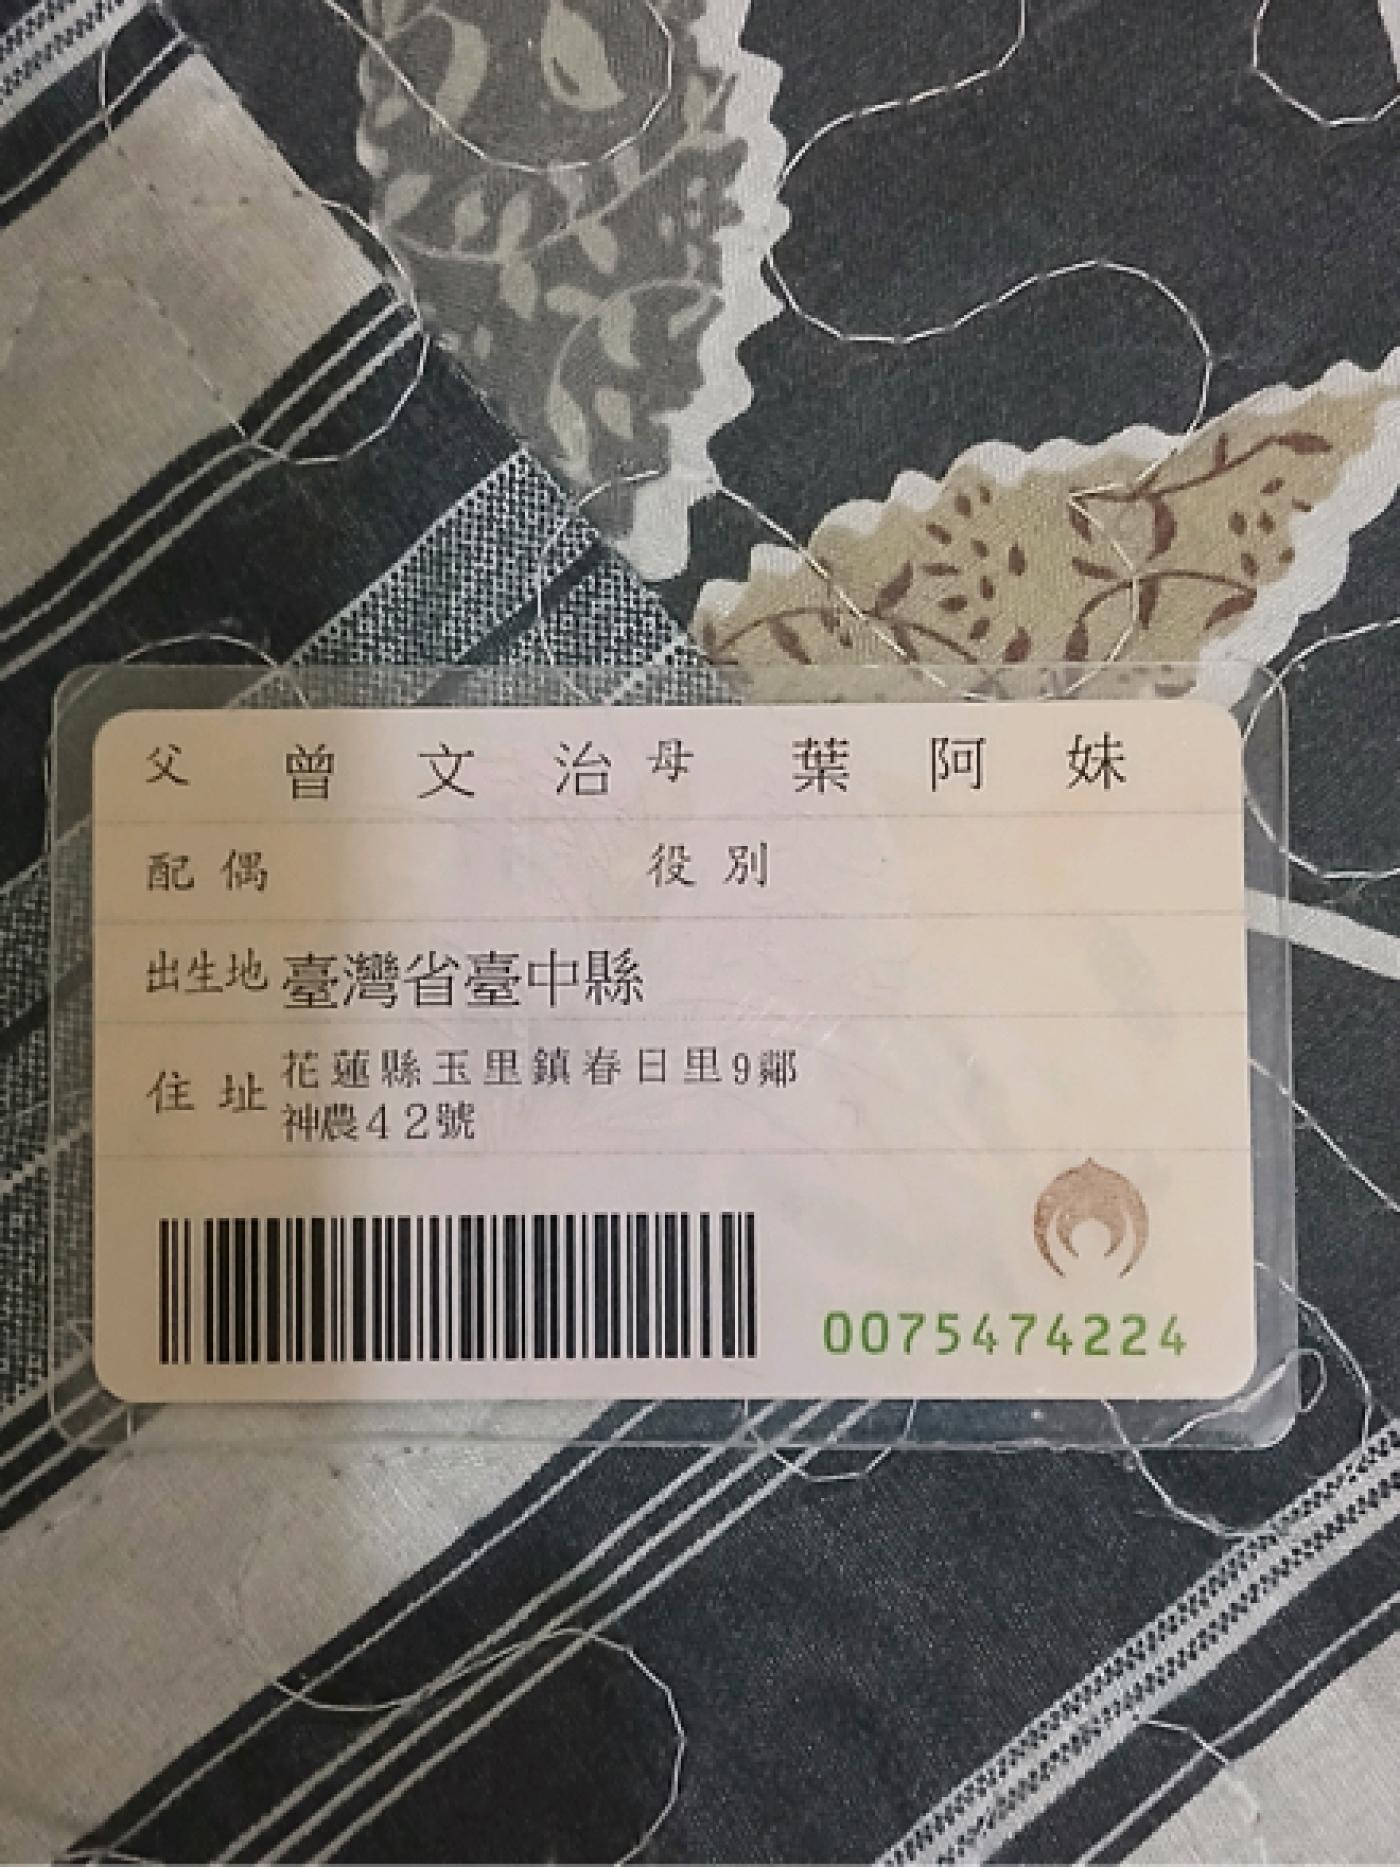 父 曾文治 母 葉阿妹
配偶 役別
出生地 臺灣省臺中縣
住址 花蓮縣玉里鎮春日里9鄰
神農42號
0075474224